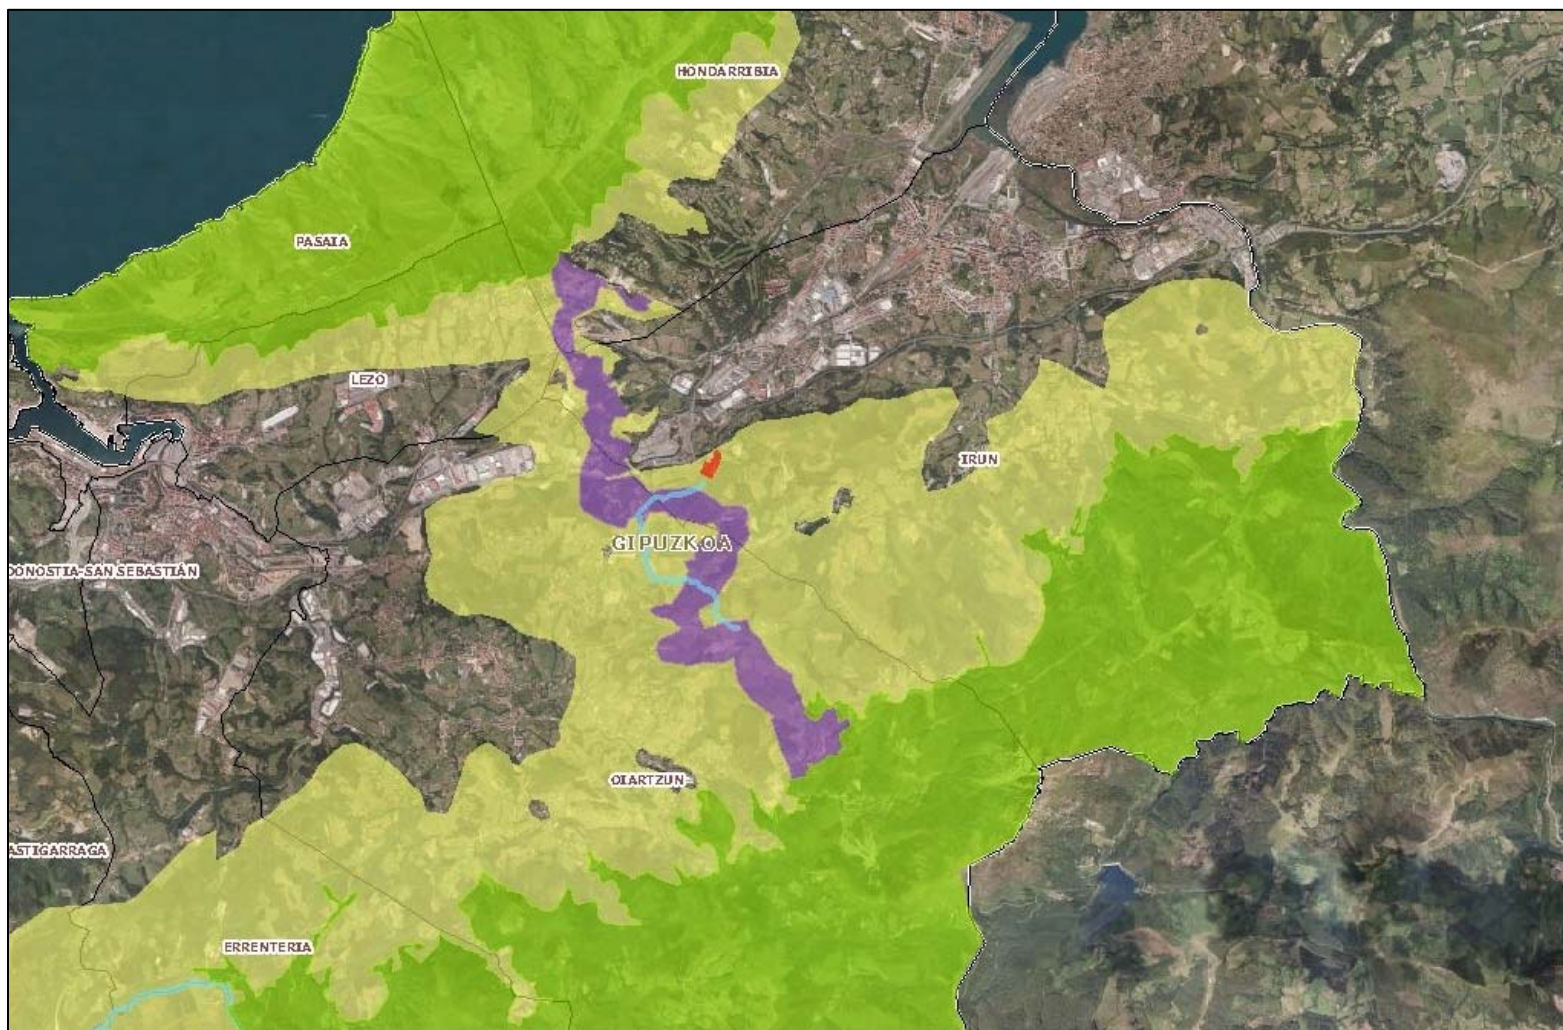 HONDARRIBIA
PASAIA
LEZO
IRUN
GIPUZKOA
DONOSTIA-SAN SEBASTIÁN
OIARTZUN
ASTIGARRAGA
ERRENTERIA